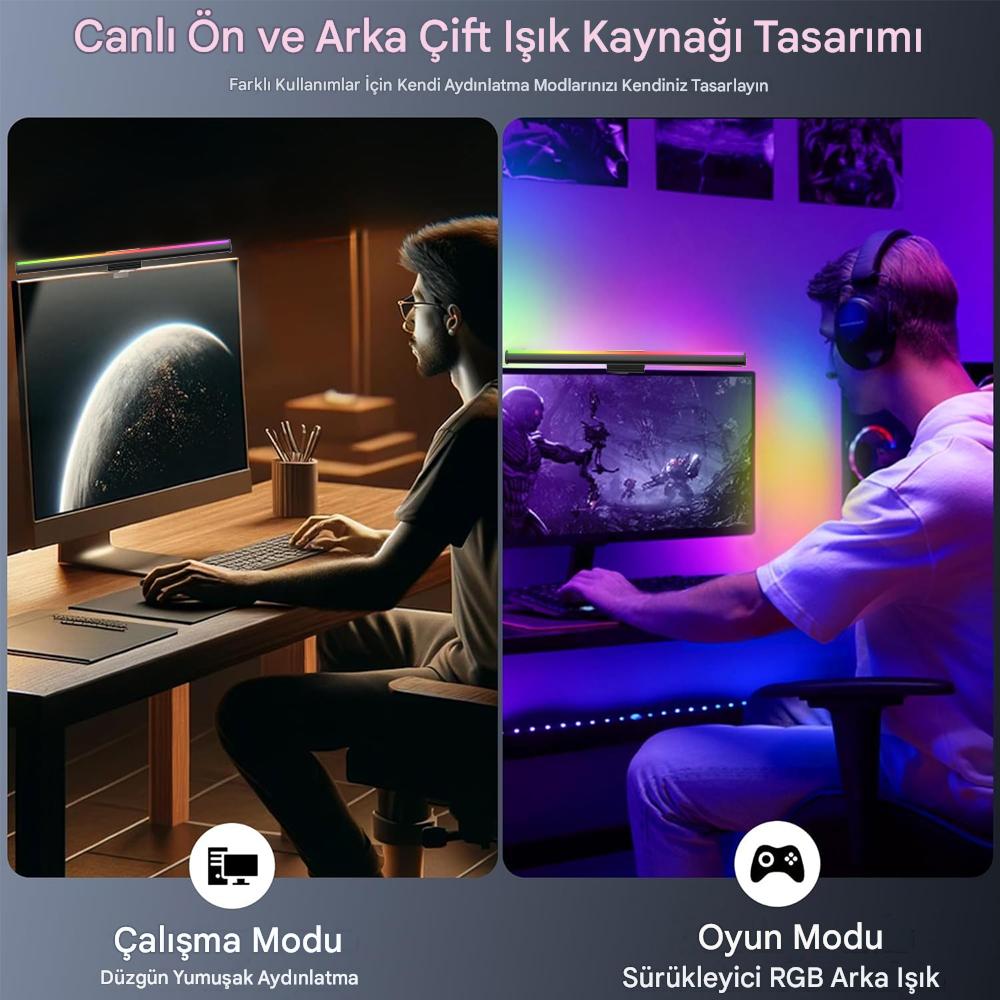 Canlı Ön ve Arka Çift Işık Kaynağı Tasarımı
Farklı Kullanımlar İçin Kendi Aydınlatma Modlarınızı Kendiniz Tasarlayın
Çalışma Modu
Düzgün Yumuşak Aydınlatma
Oyun Modu
Sürükleyici RGB Arka Işık